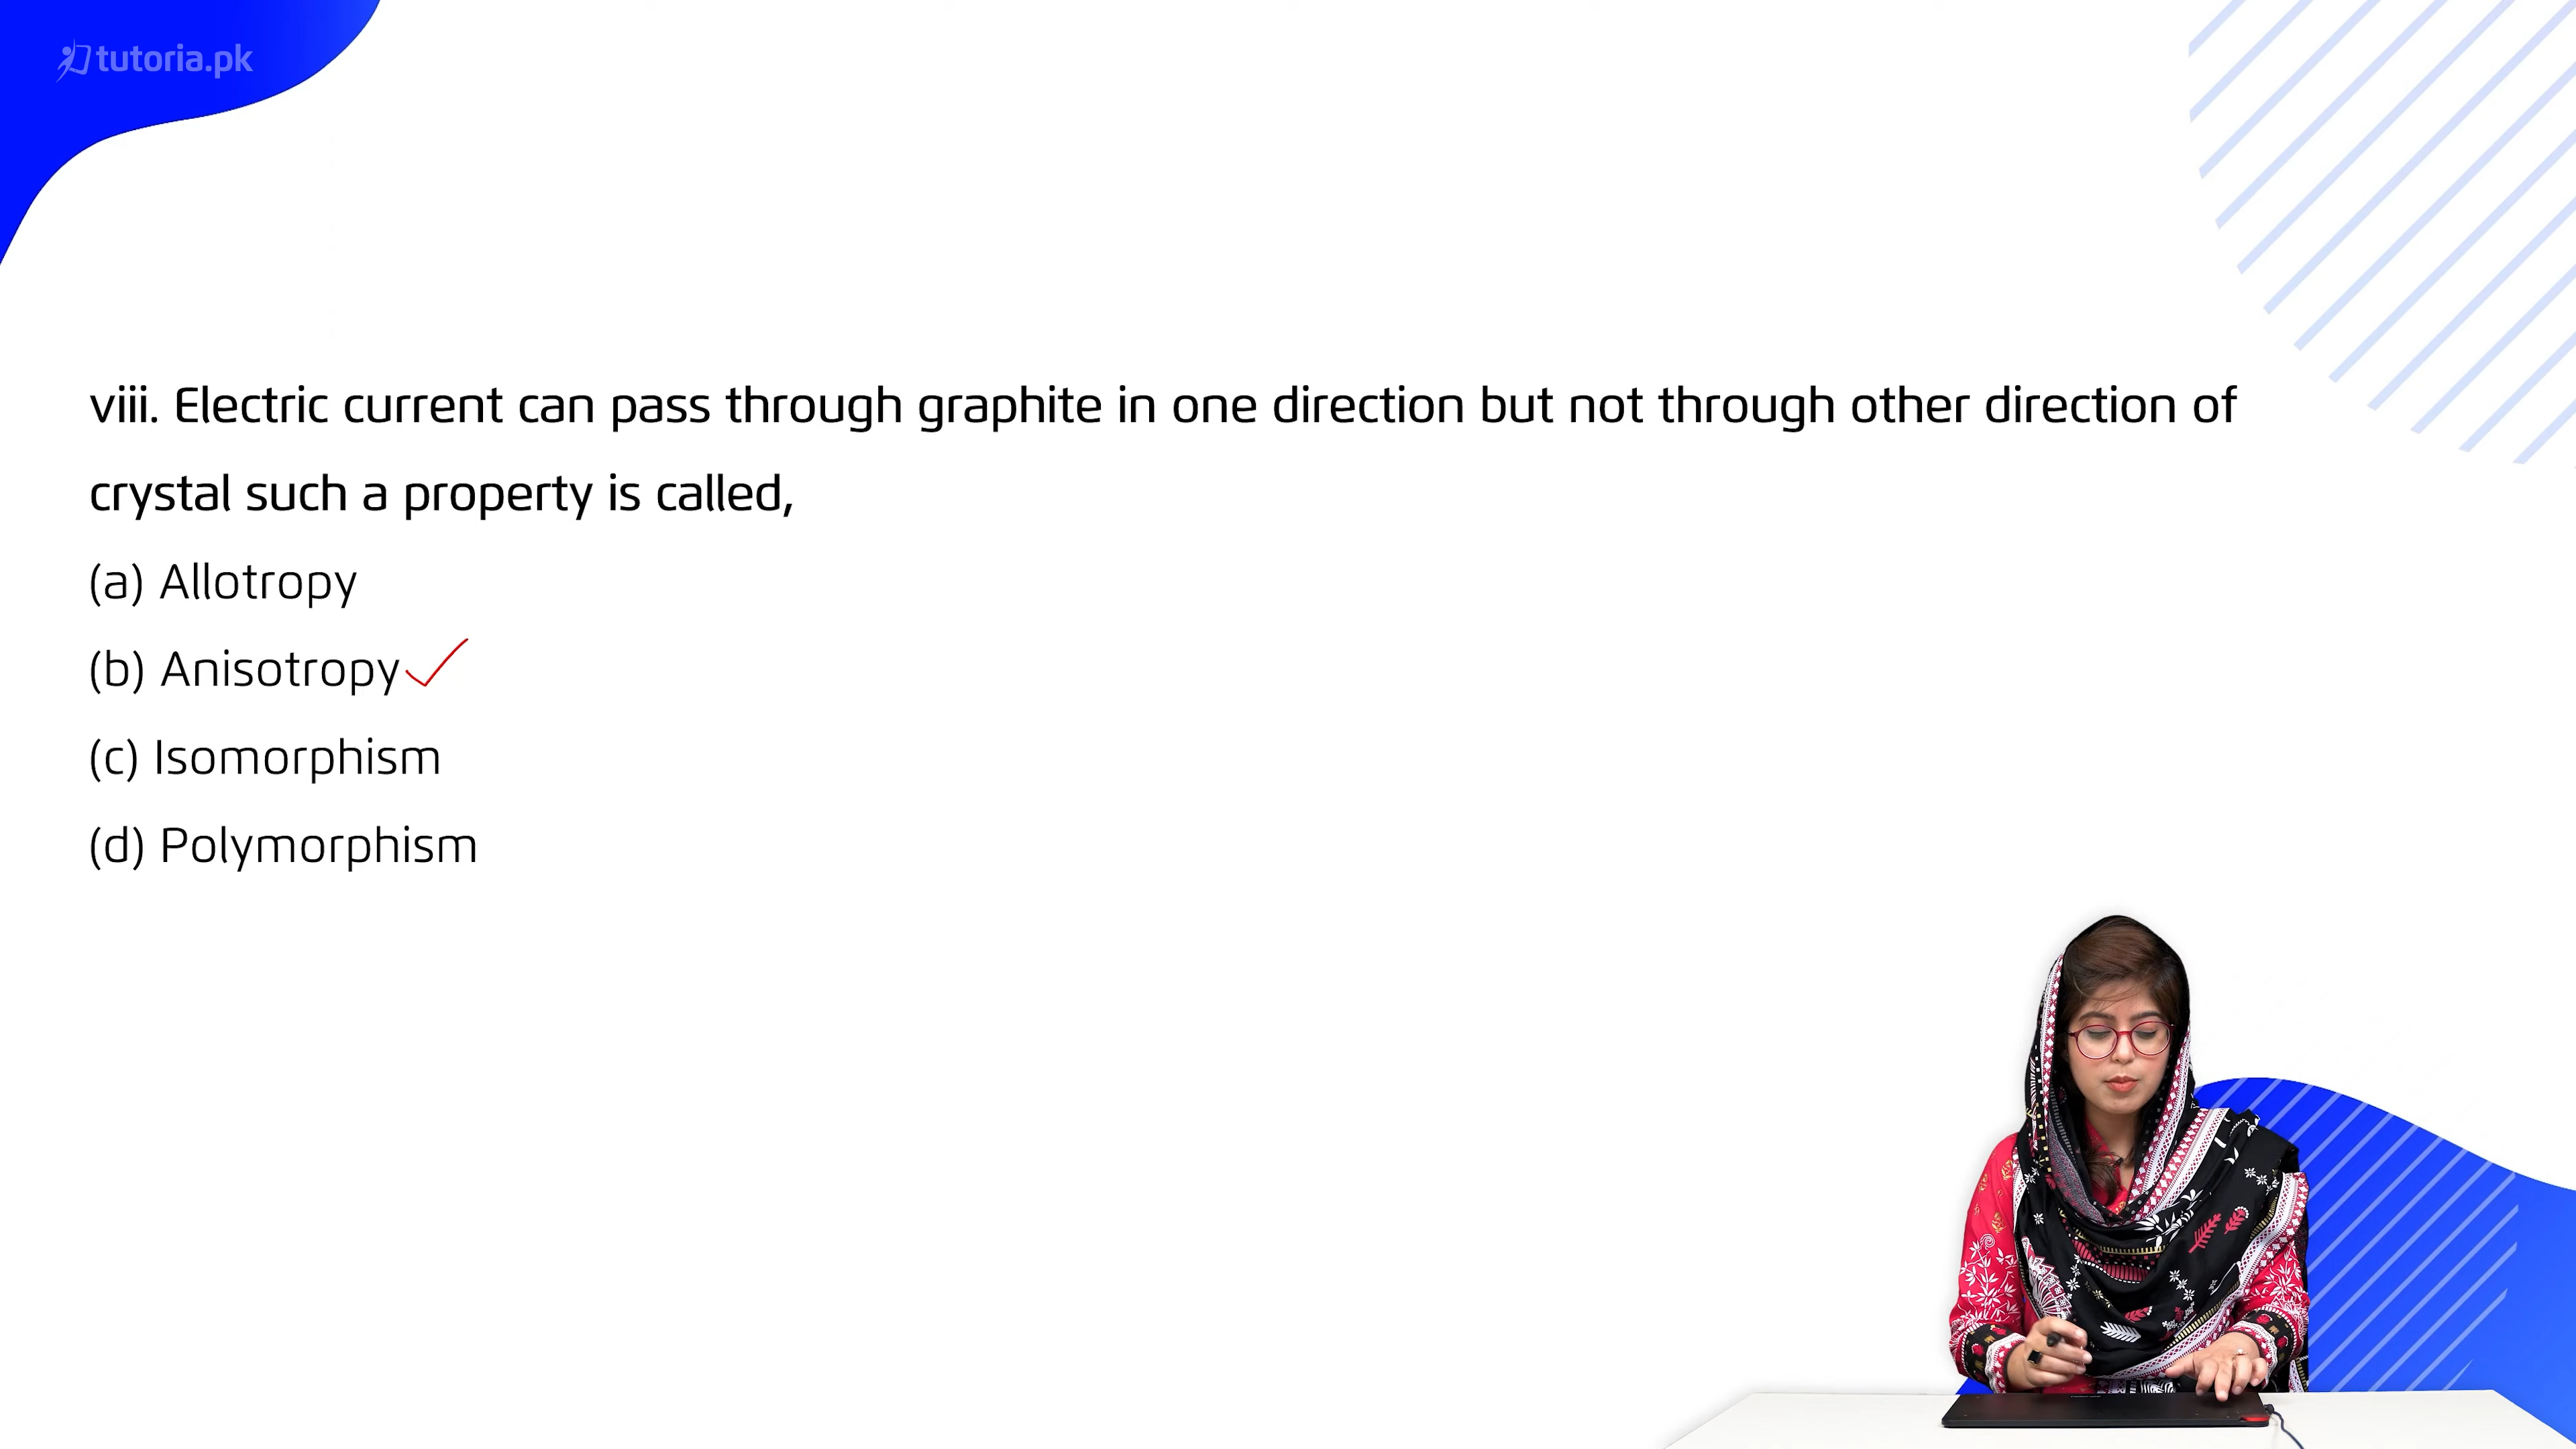 tutoria.pk
viii. Electric current can pass through graphite in one direction but not through other direction of
crystal such a property is called,
(a) Allotropy
(b) Anisotropy
(c) Isomorphism
(d) Polymorphism